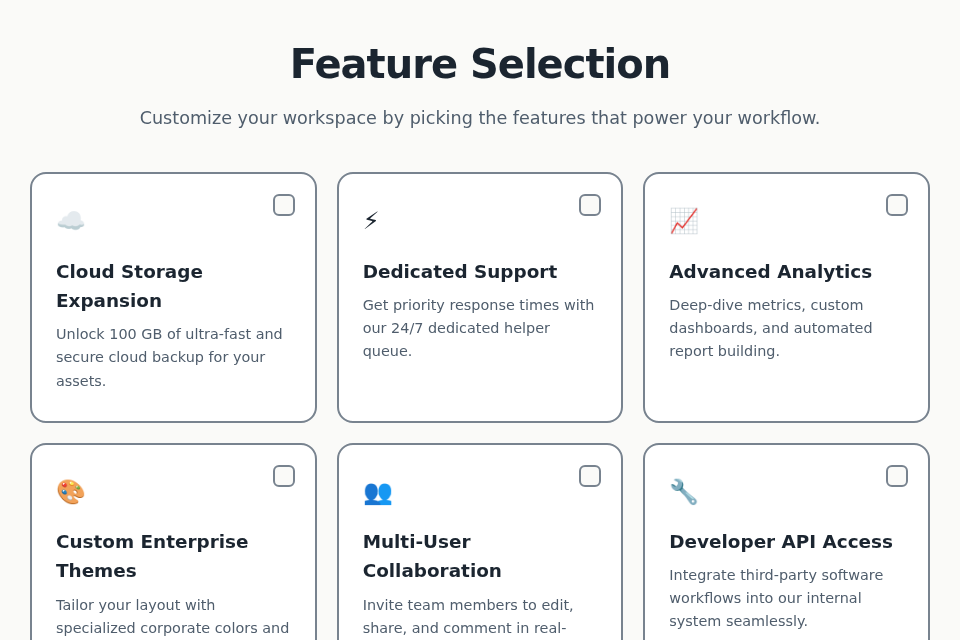 Feature Selection
Customize your workspace by picking the features that power your workflow.
Cloud Storage
Expansion
Unlock 100 GB of ultra-fast and
secure cloud backup for your
assets.
Dedicated Support
Get priority response times with
our 24/7 dedicated helper
queue.
Advanced Analytics
Deep-dive metrics, custom
dashboards, and automated
report building.
Custom Enterprise
Themes
Tailor your layout with
specialized corporate colors and
Multi-User
Collaboration
Invite team members to edit,
share, and comment in real-
Developer API Access
Integrate third-party software
workflows into our internal
system seamlessly.